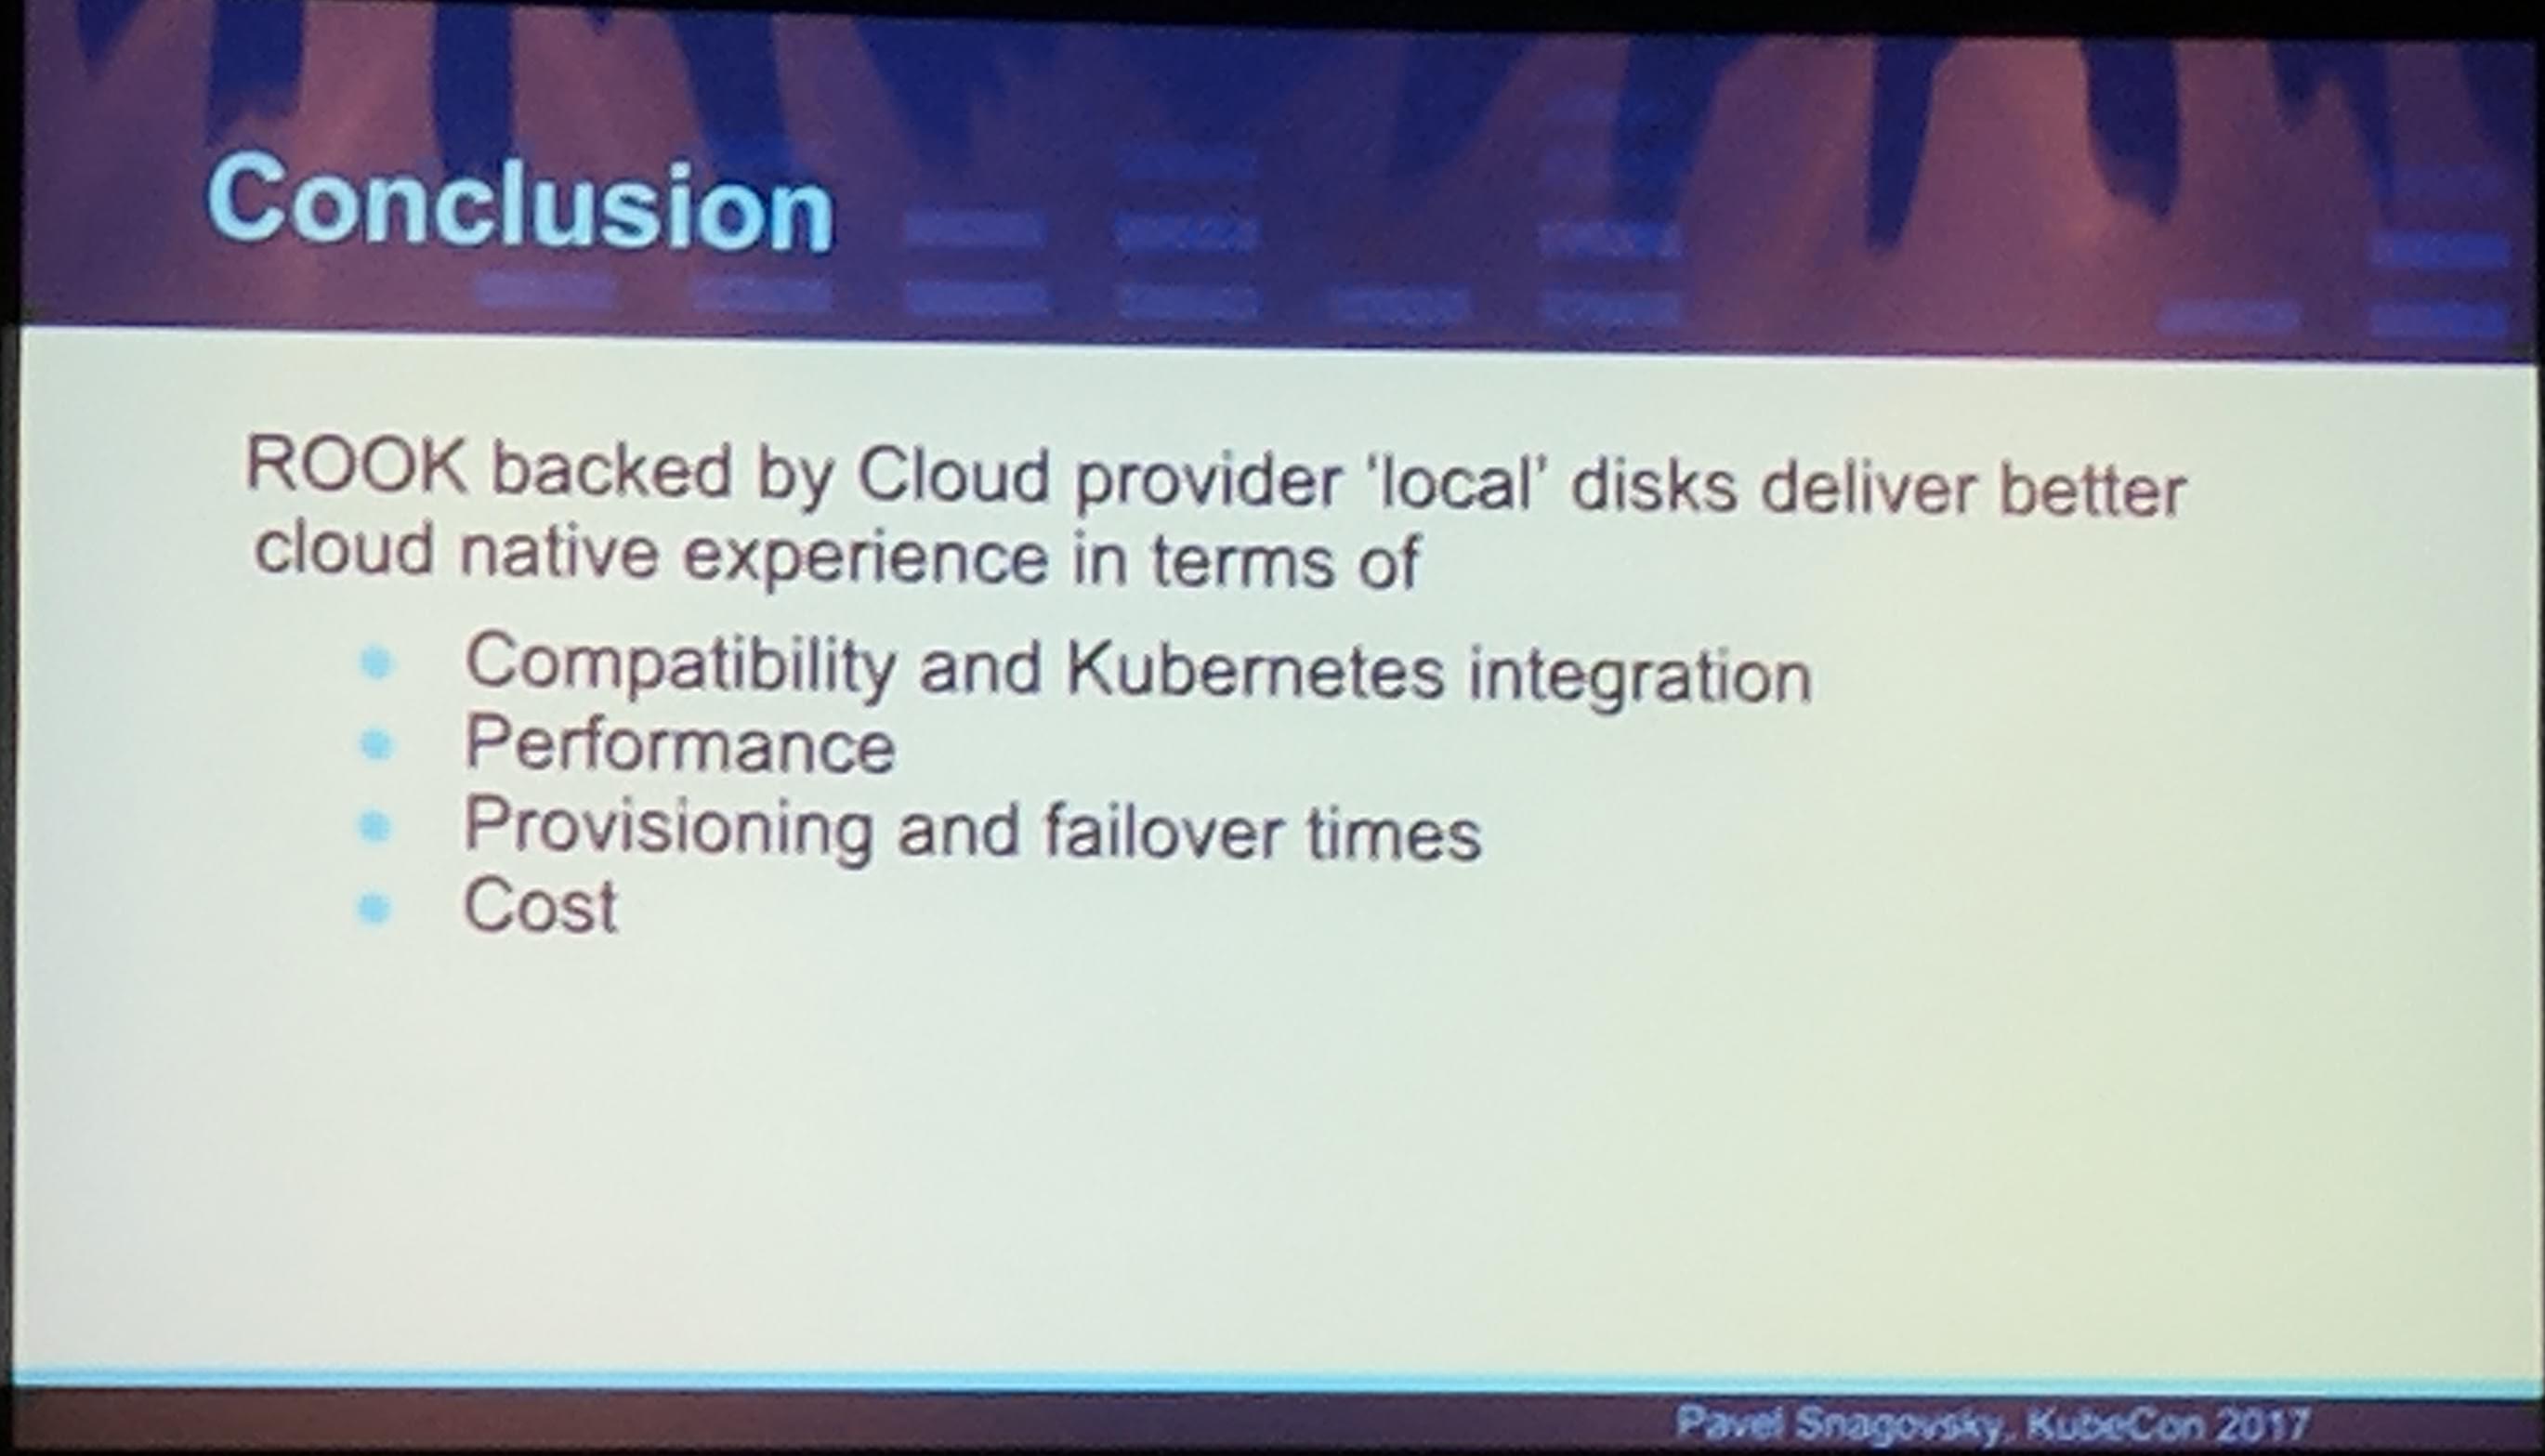 Conclusion
ROOK backed by Cloud provider ‘local’ disks deliver better
cloud native experience in terms of
• Compatibility and Kubernetes integration
• Performance
• Provisioning and failover times
• Cost
Pavel Snagovsky, KubeCon 2017